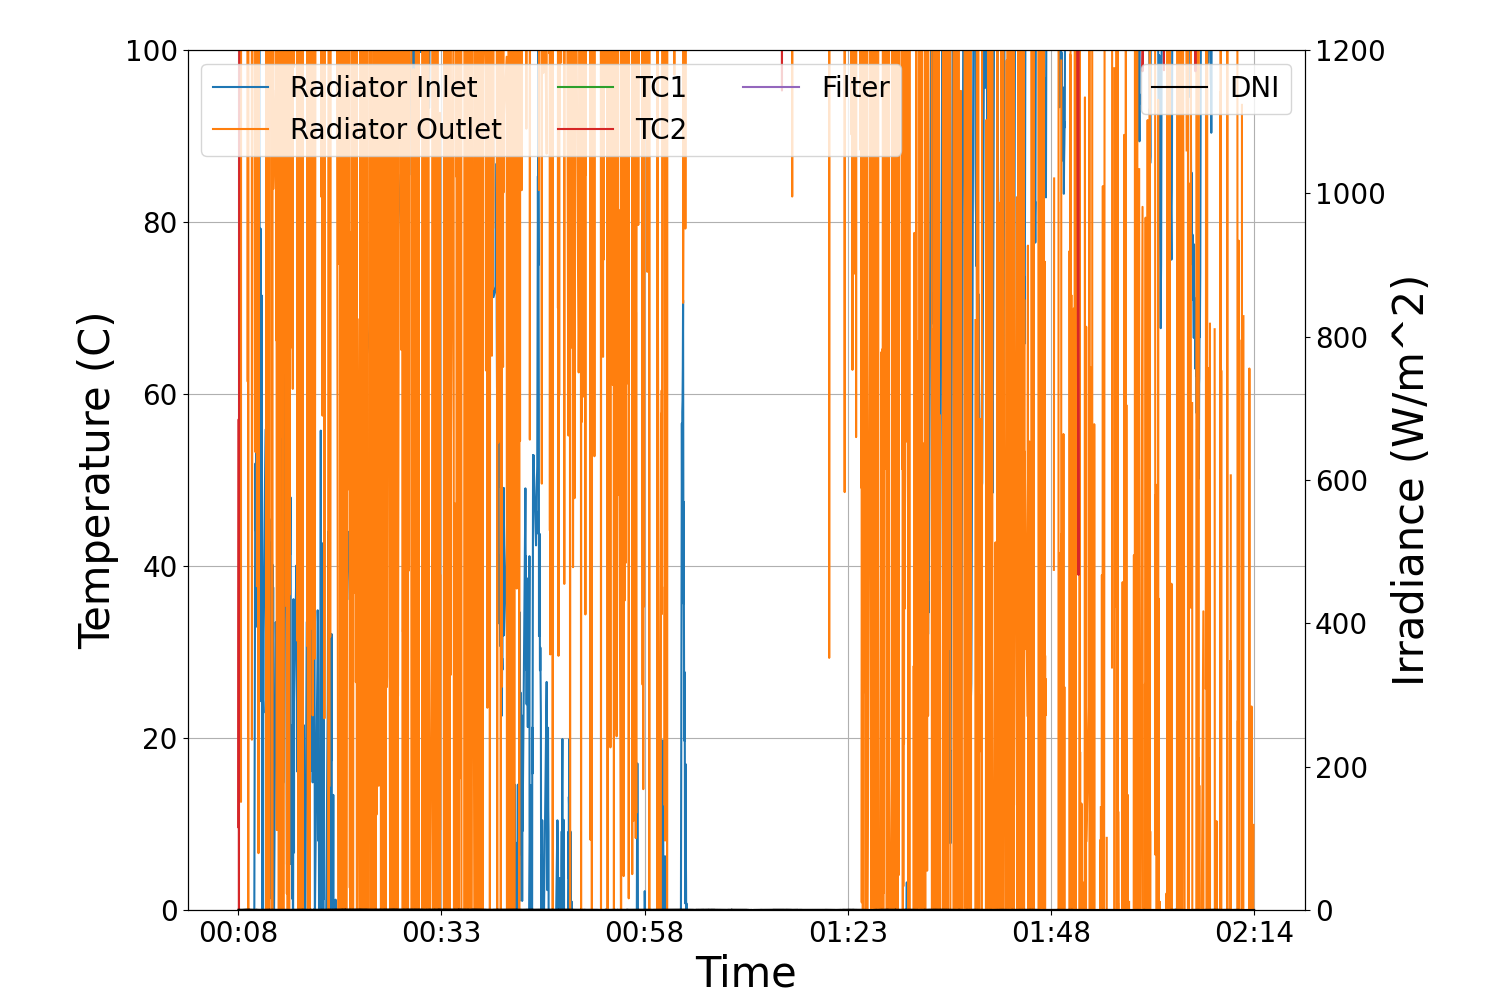 100
80
60
40
20
0
Temperature (C)
Radiator Inlet
Radiator Outlet
TC1
TC2
Filter
DNI
1200
1000
800
600
400
200
0
Irradiance (W/m^2)
00:08 00:33 00:58 01:23 01:48 02:14
Time